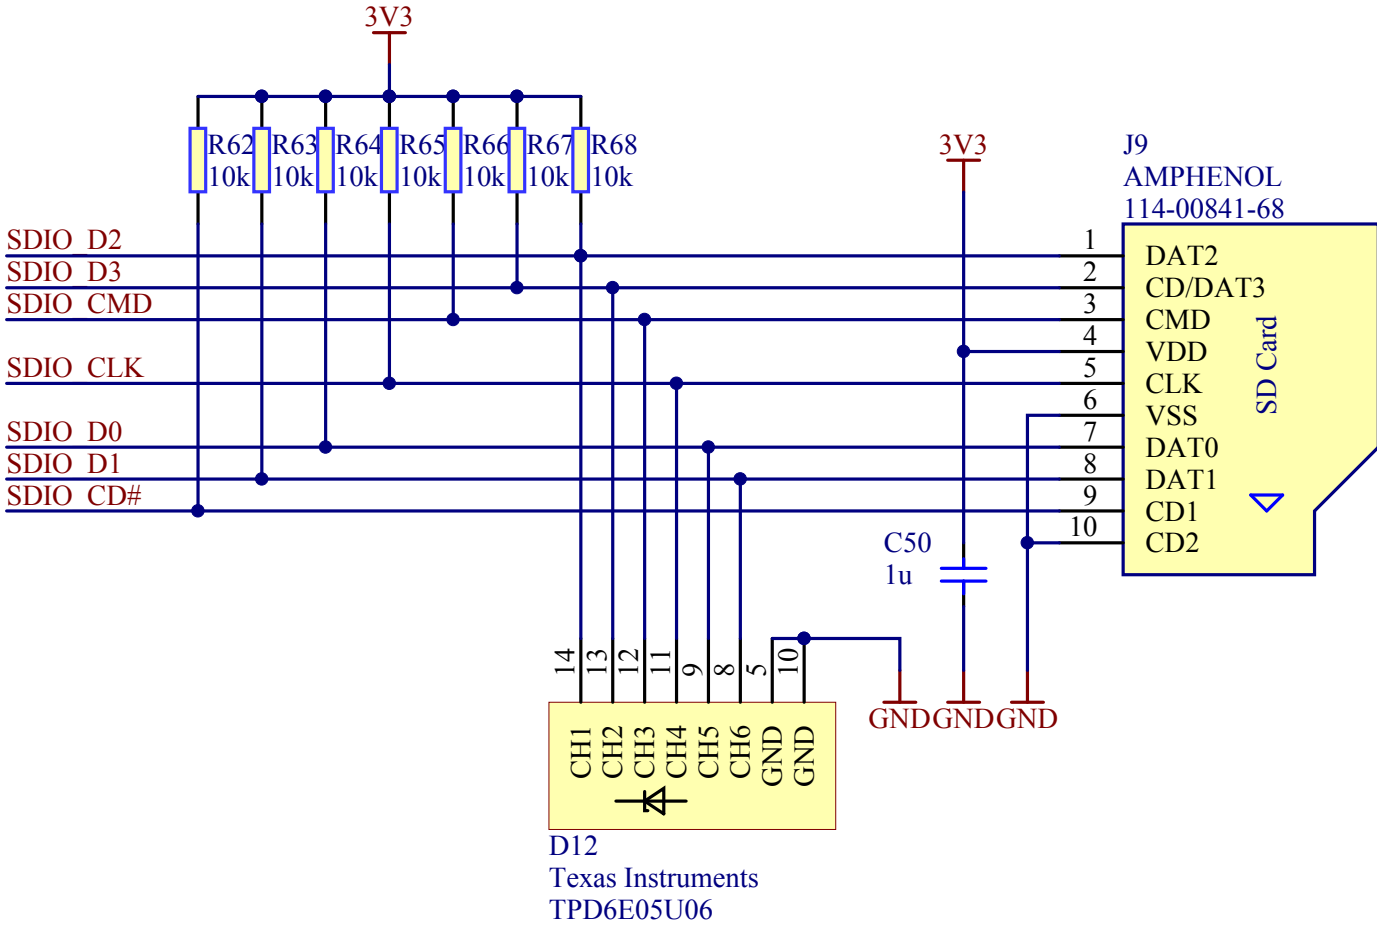 3V3
R62 R63 R64 R65 R66 R67 R68
10k 10k 10k 10k 10k 10k 10k
3V3
J9
AMPHENOL
114-00841-68
SDIO_D2
SDIO_D3
SDIO_CMD
SDIO_CLK
SDIO_D0
SDIO_D1
SDIO_CD#
1 DAT2
2 CD/DAT3
3 CMD
4 VDD
5 CLK
6 VSS
7 DAT0
8 DAT1
9 CD1
10 CD2
SD Card
C50
1u
14 13 12 11 9 8 5 10
CH1 CH2 CH3 CH4 CH5 CH6 GND GND
GND GND GND
D12
Texas Instruments
TPD6E05U06